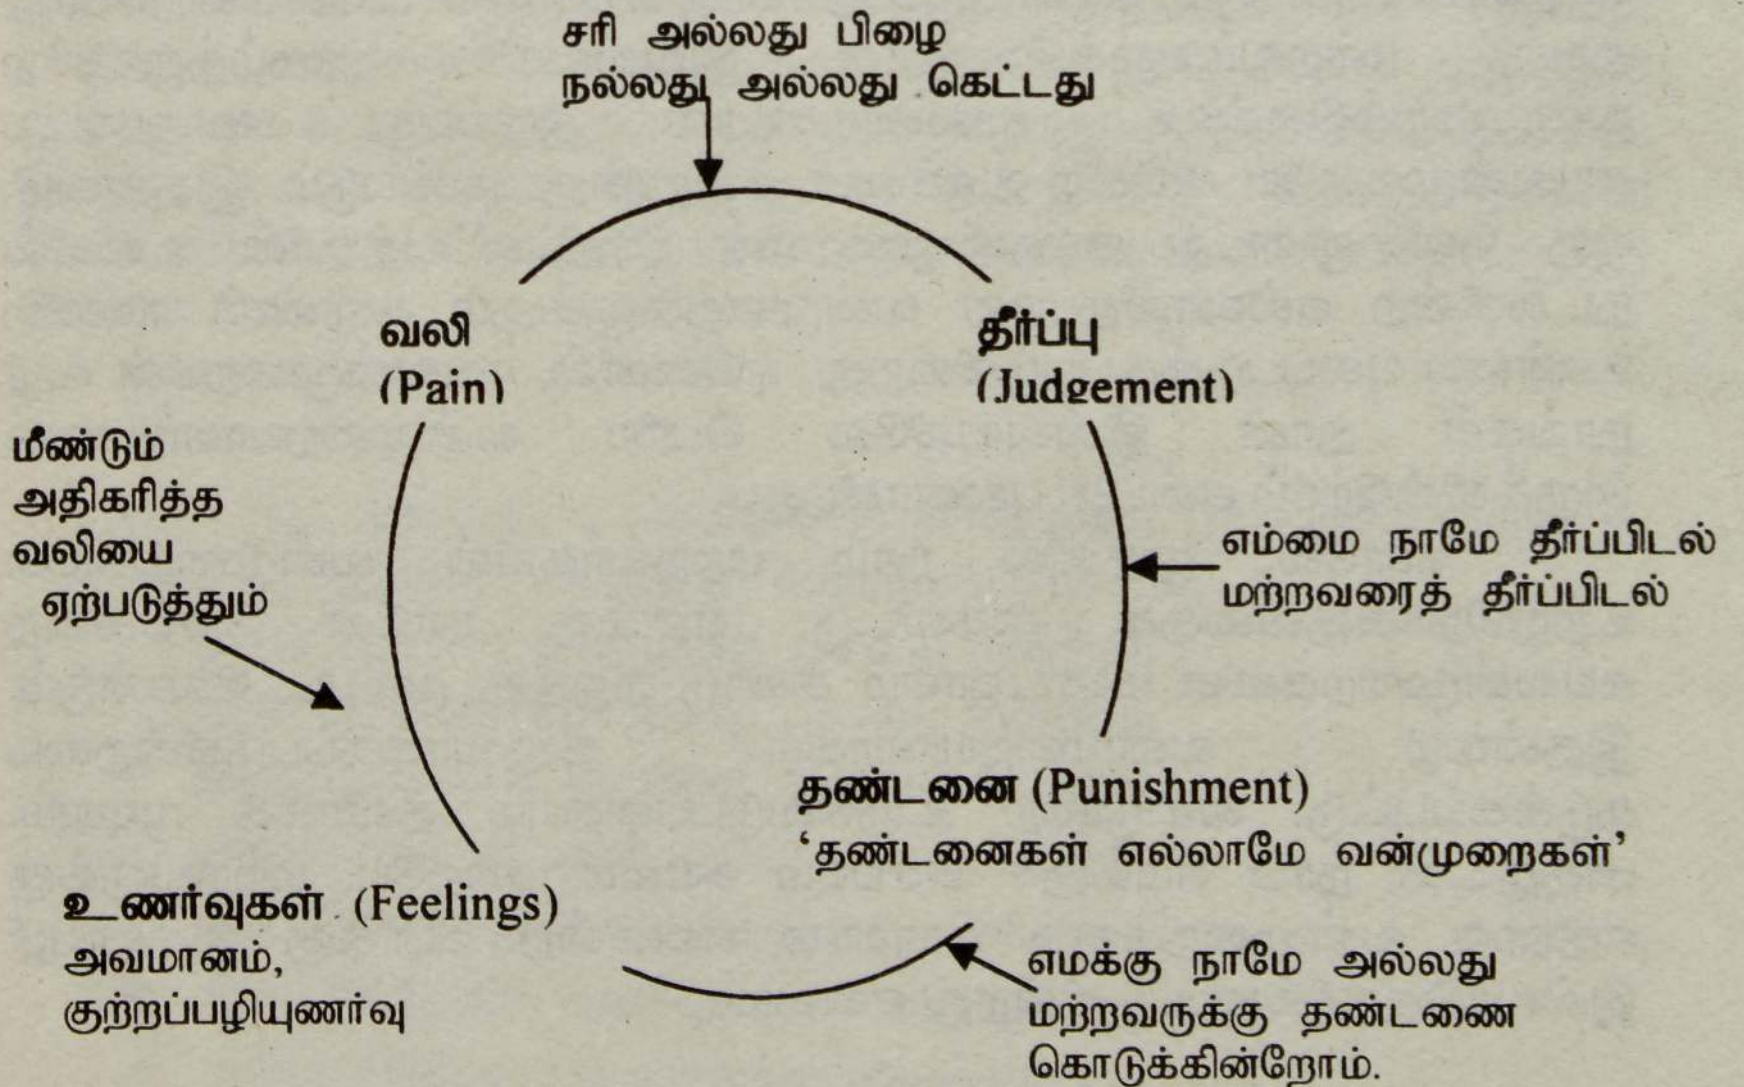 சரி அல்லது பிழை
நல்லது அல்லது கெட்டது
வலி
(Pain)
தீர்ப்பு
(Judgement)
மீண்டும்
அதிகரித்த
வலியை
ஏற்படுத்தும்
எம்மை நாமே தீர்ப்பிடல்
மற்றவரைத் தீர்ப்பிடல்
தண்டனை (Punishment)
‘தண்டனைகள் எல்லாமே வன்முறைகள்’
உணர்வுகள் (Feelings)
அவமானம்,
குற்றப்பழியுணர்வு
எமக்கு நாமே அல்லது
மற்றவருக்கு தண்டணை
கொடுக்கின்றோம்.